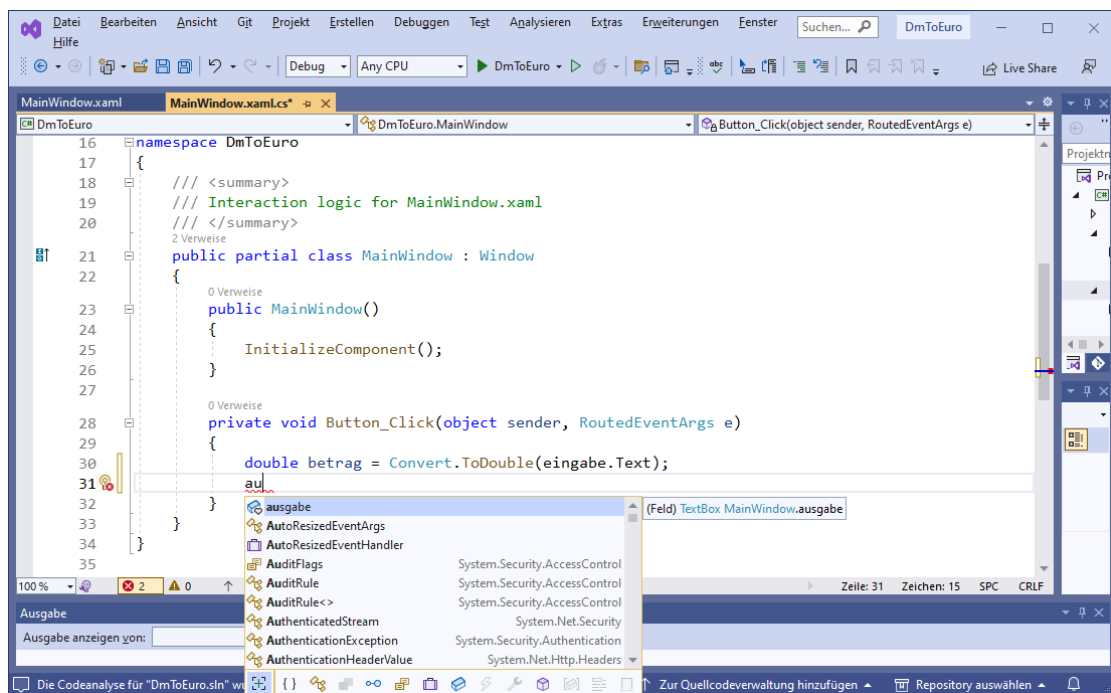 Datei Bearbeiten Ansicht Git Projekt Erstellen Debuggen Test Analysieren Extras Erweiterungen Fenster Suchen... DmToEuro
Hilfe
Debug Any CPU DmToEuro Live Share
MainWindow.xaml MainWindow.xaml.cs*
C# DmToEuro DmToEuro.MainWindow Button_Click(object sender, RoutedEventArgs e)
16 namespace DmToEuro
17 {
18 /// <summary>
19 /// Interaction logic for MainWindow.xaml
20 /// </summary>
2 Verweise
21 public partial class MainWindow : Window
22 {
0 Verweise
23 public MainWindow()
24 {
25 InitializeComponent();
26 }
27
0 Verweise
28 private void Button_Click(object sender, RoutedEventArgs e)
29 {
30 double betrag = Convert.ToDouble(eingabe.Text);
31 au
32 }
33 }
34 }
35
ausgabe (Feld) TextBox MainWindow.ausgabe
AutoResizedEventArgs
AutoResizedEventHandler
AuditFlags System.Security.AccessControl
AuditRule System.Security.AccessControl
AuditRule<> System.Security.AccessControl
AuthenticatedStream System.Net.Security
AuthenticationException System.Security.Authentication
AuthenticationHeaderValue System.Net.Http.Headers
100 % 2 0 Zeile: 31 Zeichen: 15 SPC CRLF
Ausgabe
Ausgabe anzeigen von:
Die Codeanalyse für "DmToEuro.sln" Zur Quellcodeverwaltung hinzufügen Repository auswählen